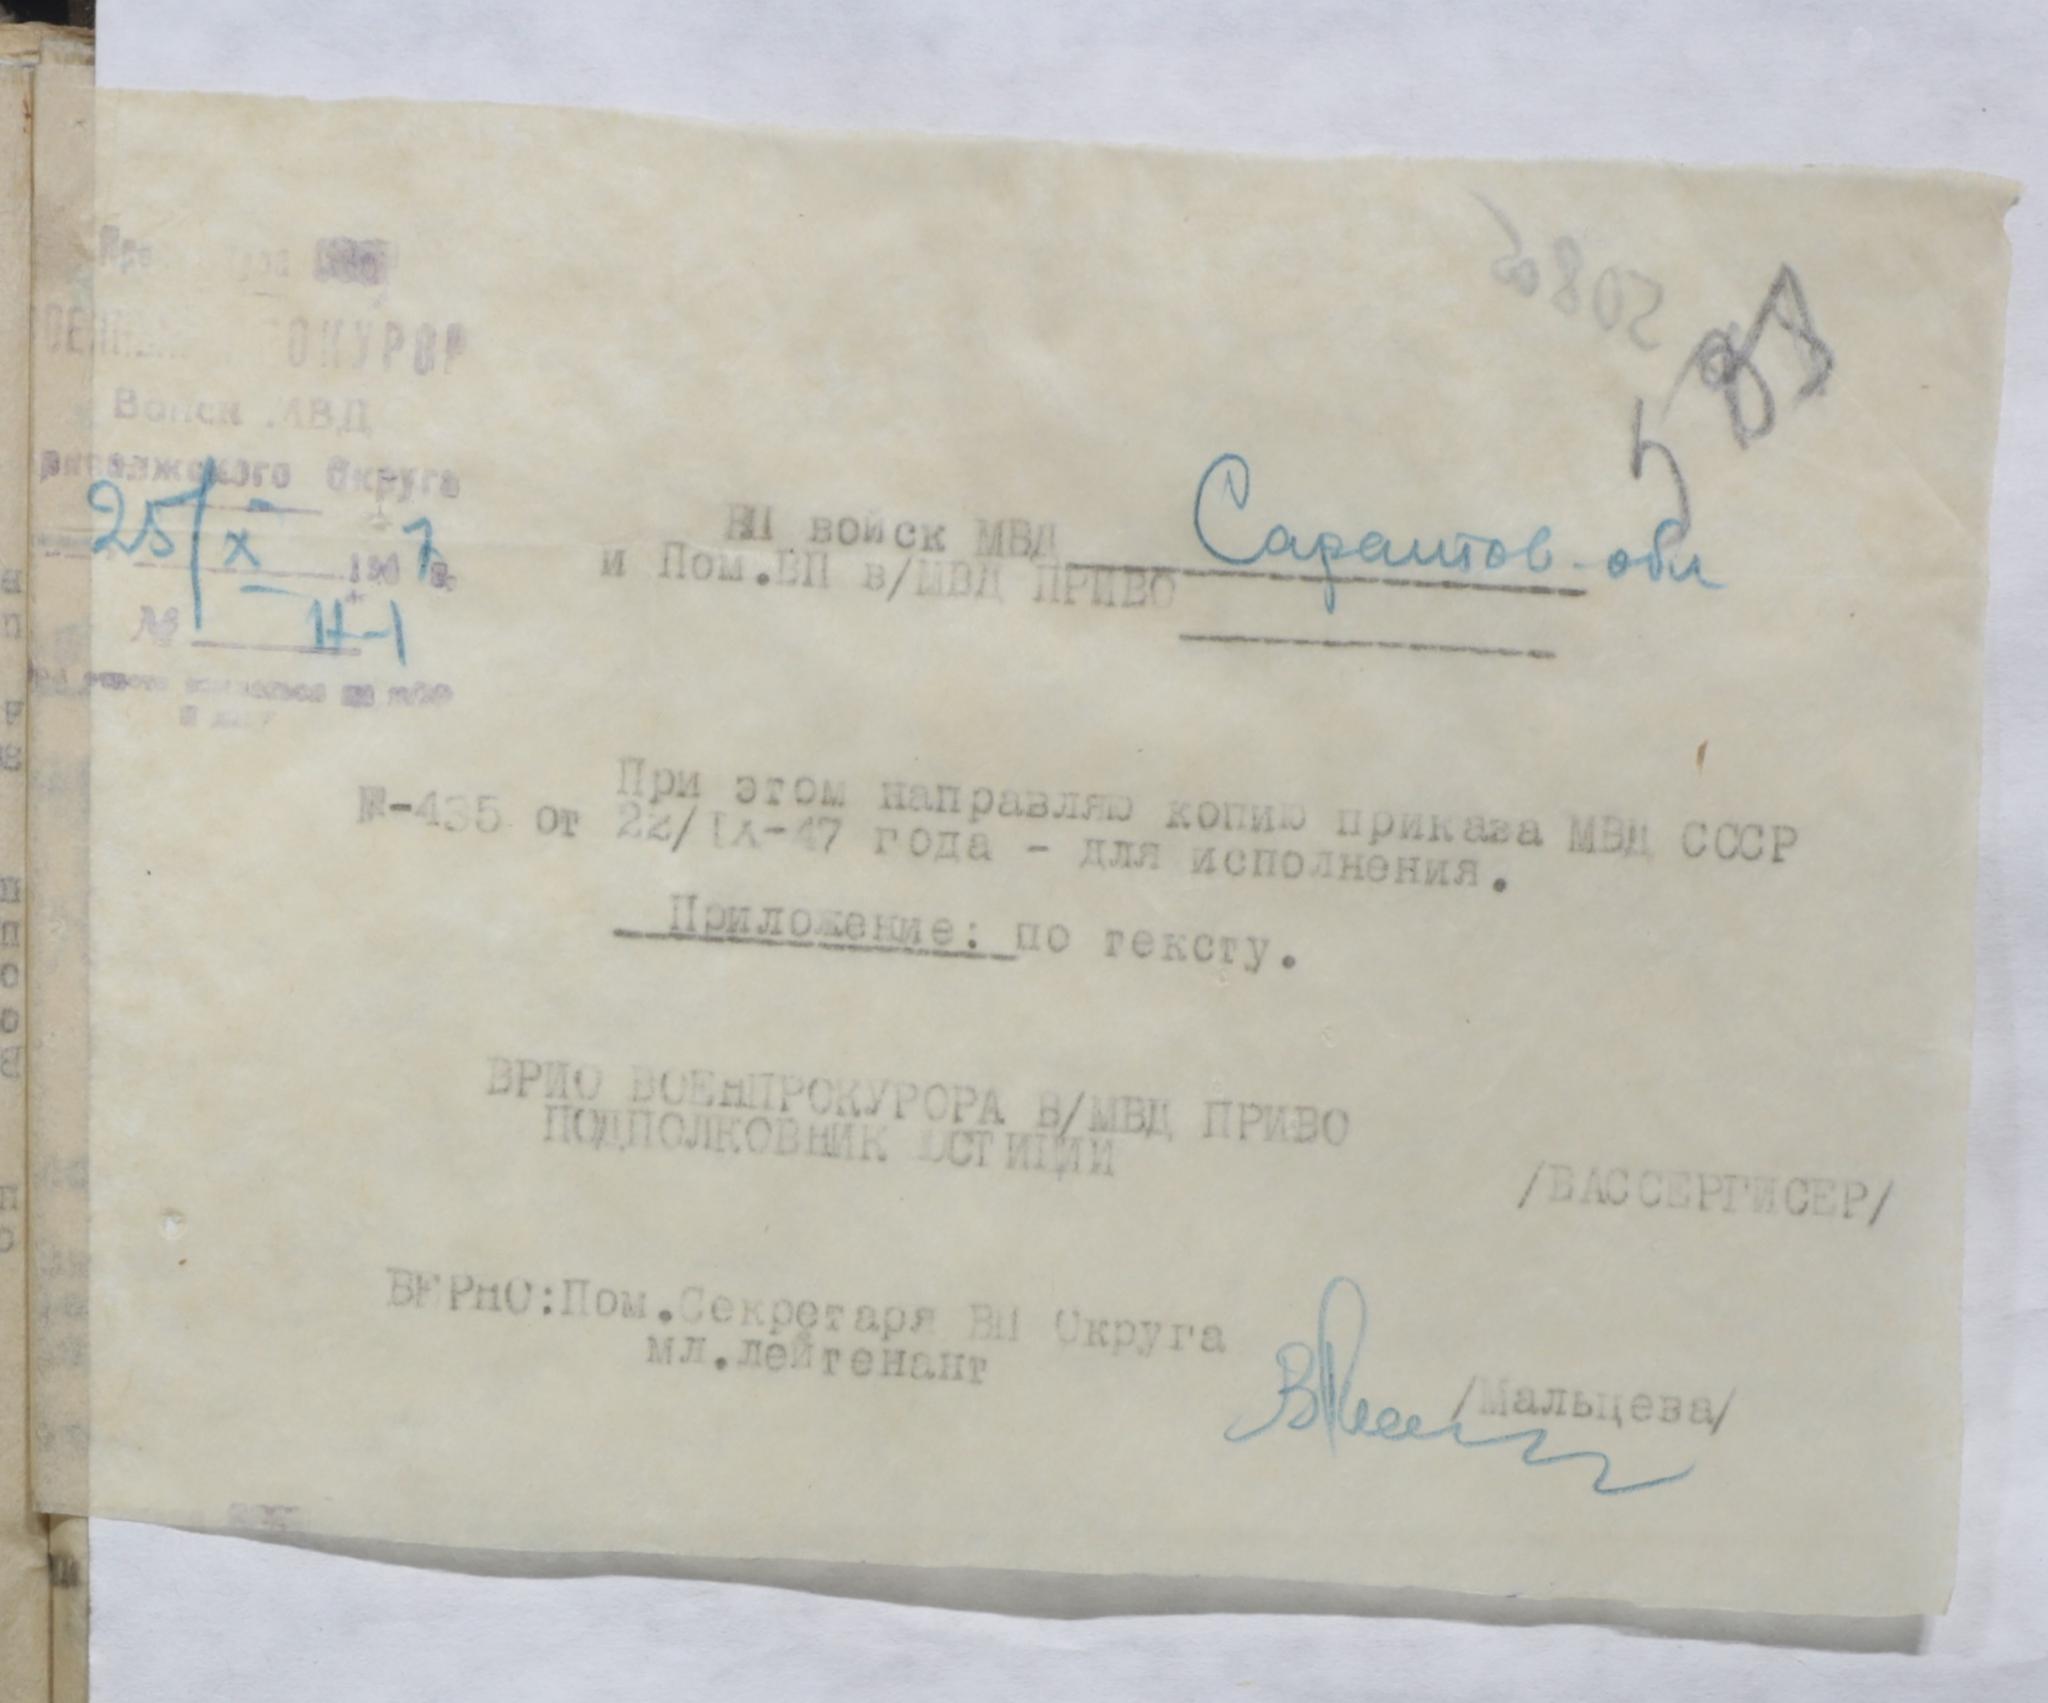 ВОЕННЫЙ ПРОКУРОР
Войск МВД
Приволжского Округа
25/X 1947 г.
№ 11-1
ВП войск МВД Саратов. обл
и Пом.ВП в/МВД ПРИВО
При этом направляю копию приказа МВД СССР
№-435 от 22/IX-47 года - для исполнения.
Приложение: по тексту.
ВРИО ВОЕНПРОКУРОРА В/МВД ПРИВО
ПОДПОЛКОВНИК ЮСТИЦИИ
/ВАССЕРГИСЕР/
ВЕРНО:Пом.Секретаря ВП Округа
мл.лейтенант
/Мальцева/